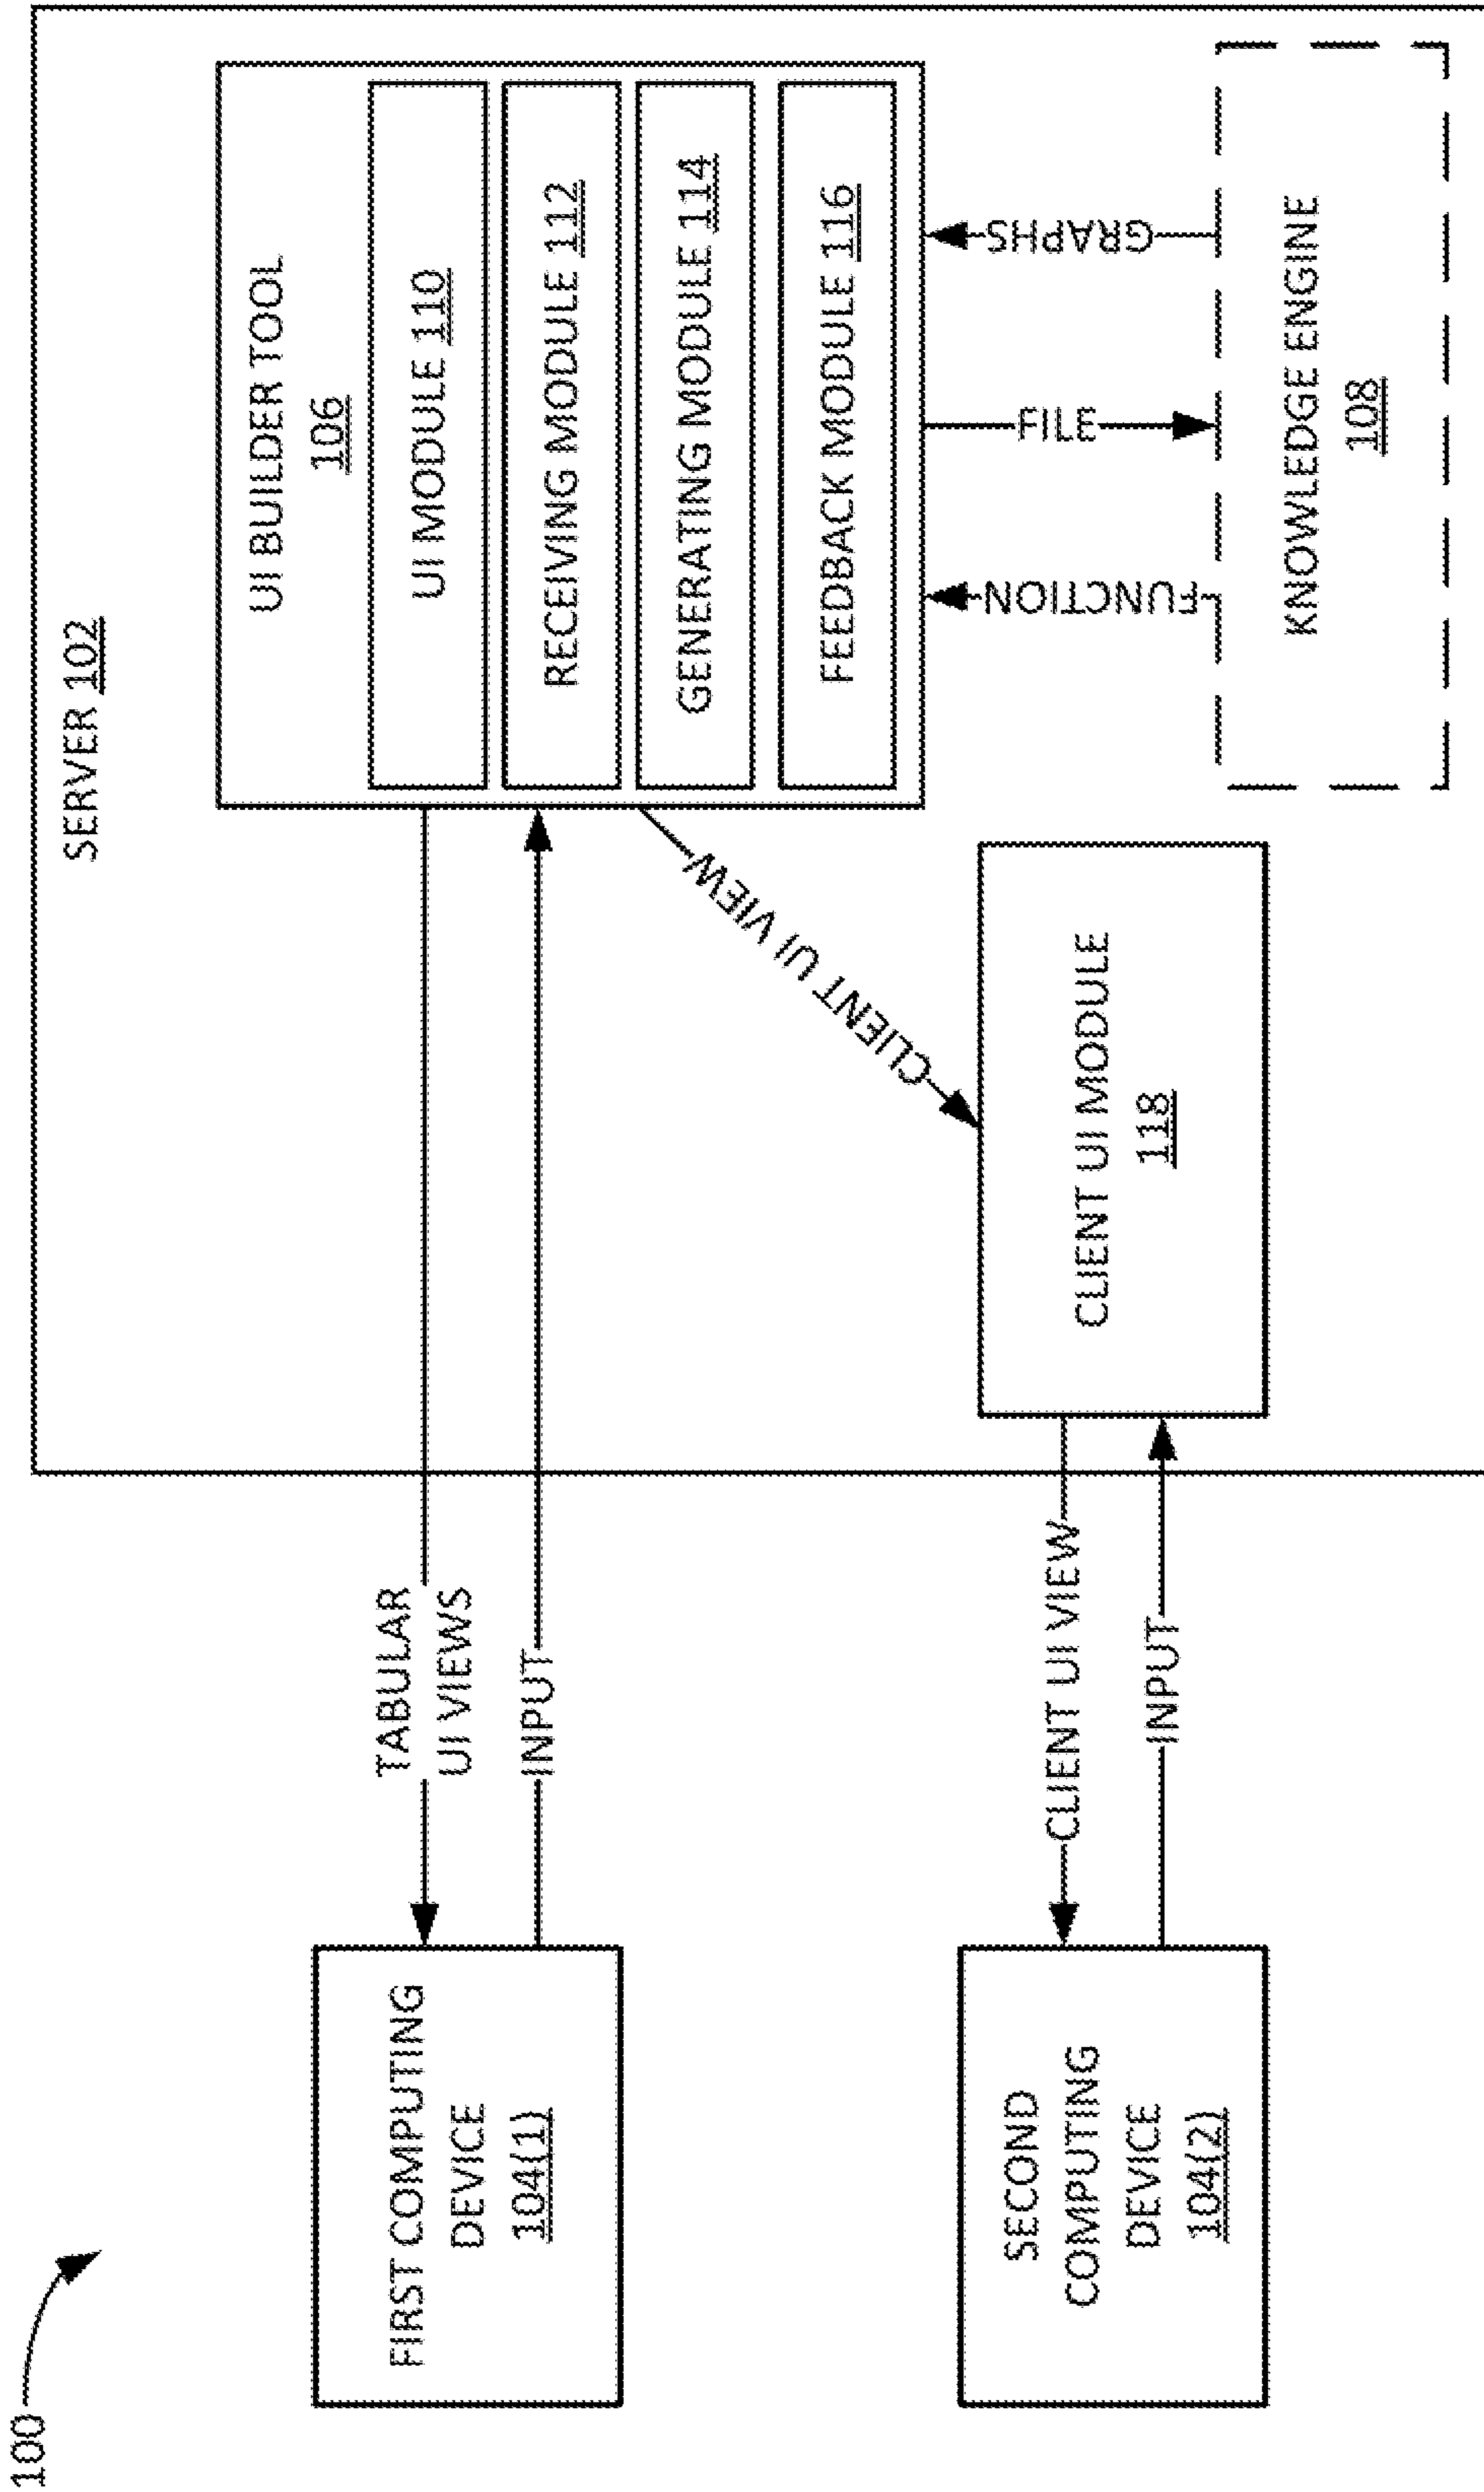 100
SERVER 102
UI BUILDER TOOL
106
UI MODULE 110
RECEIVING MODULE 112
GENERATING MODULE 114
FEEDBACK MODULE 116
FIRST COMPUTING
DEVICE
104(1)
TABULAR
UI VIEWS
INPUT
CLIENT UI VIEW
SECOND
COMPUTING
DEVICE
104(2)
CLIENT UI VIEW
INPUT
CLIENT UI MODULE
118
FUNCTION
FILE
GRAPHS
KNOWLEDGE ENGINE
108